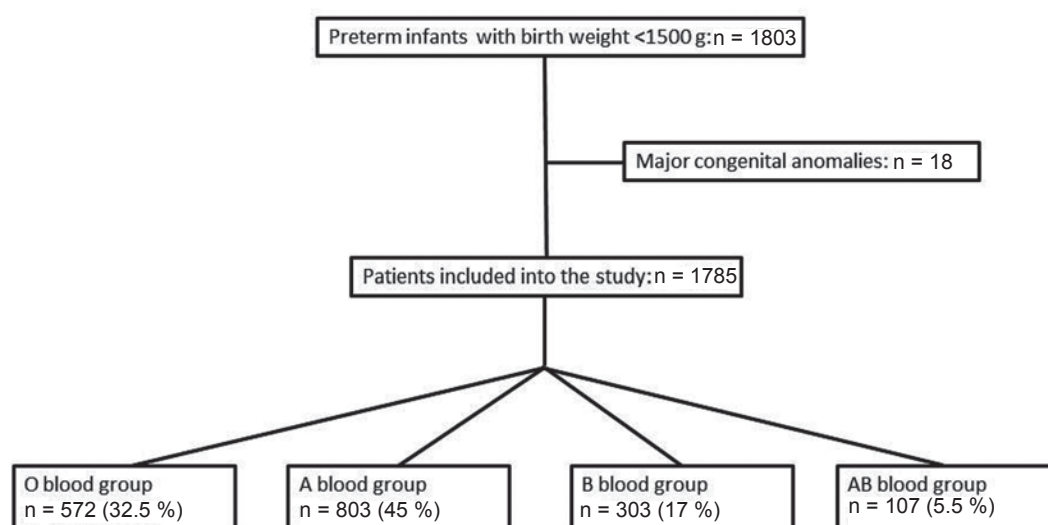 Preterm infants with birth weight <1500 g: n = 1803
Major congenital anomalies: n = 18
Patients included into the study: n = 1785
O blood group
n = 572 (32.5 %)
A blood group
n = 803 (45 %)
B blood group
n = 303 (17 %)
AB blood group
n = 107 (5.5 %)